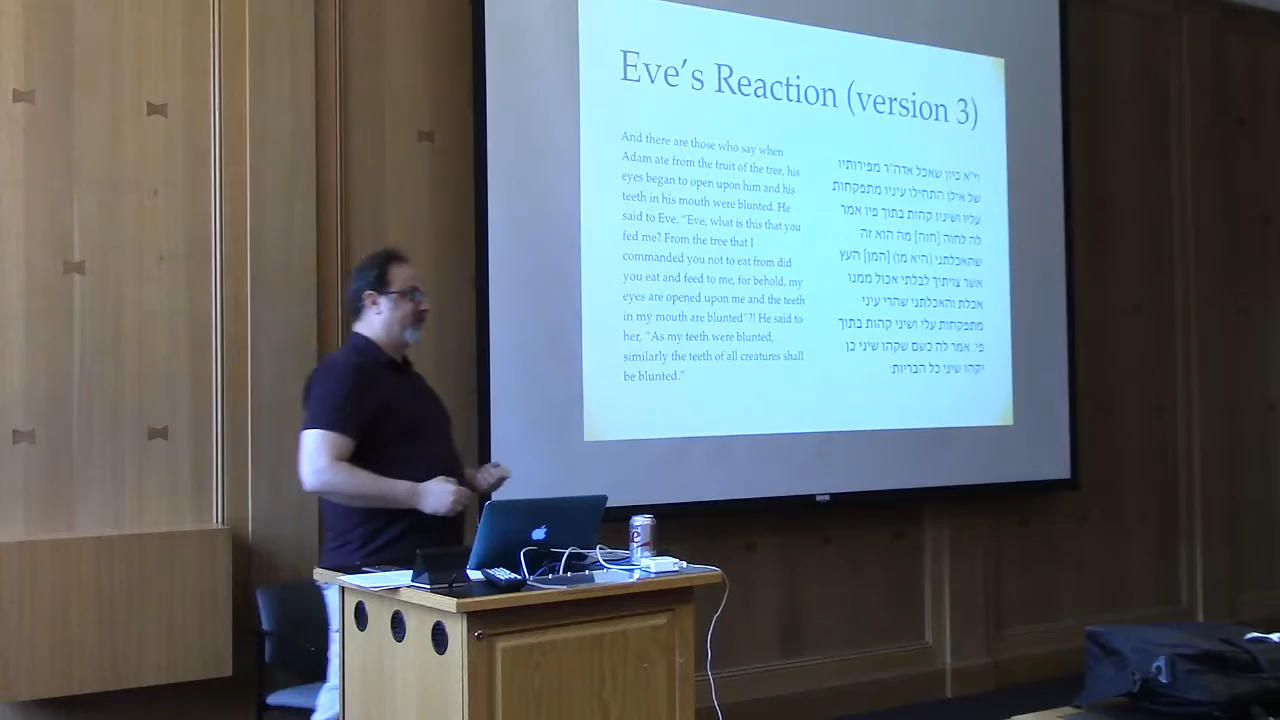 Eve's Reaction (version 3)
And there are those who say when
Adam ate from the fruit of the tree, his
eyes began to open upon him and his
teeth in his mouth were blunted. He
said to Eve, "Eve, what is this that you
fed me? From the tree that I
commanded you not to eat from did
you eat and feed to me, for behold, my
eyes are opened upon me and the teeth
in my mouth are blunted"?! He said to
her, "As my teeth were blunted,
similarly the teeth of all creatures shall
be blunted."
וי"א כיון שאכל אדה"ר מפירותיו
של אילן התחילו עיניו מתפקחות
עליו ושיניו קהות בתוך פיו אמר
לה לחוה [חוה] מה הוא זה
שהאכלתני (היא מן) [המן] העץ
אשר צויתיך לבלתי אכול ממנו
אכלת והאכלתני שהרי עיני
מתפקחות עלי ושיני קהות בתוך
פי. אמר לה כשם שקהו שיני כן
יקהו שיני כל הבריות: